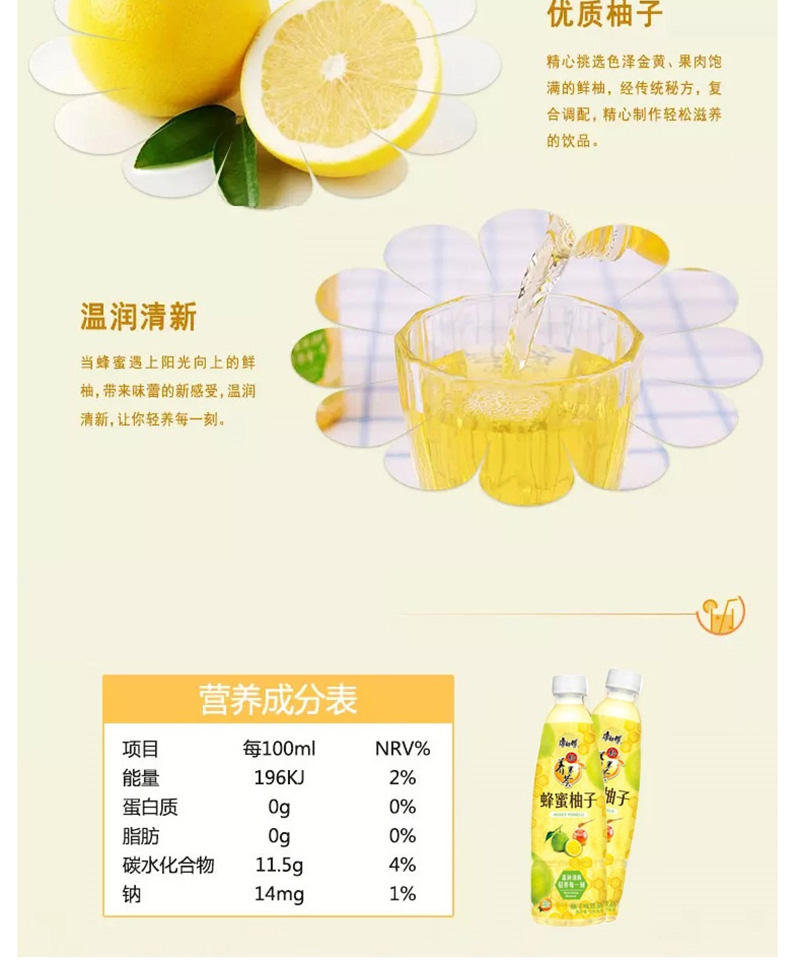 优质柚子
精心挑选色泽金黄、果肉饱
满的鲜柚，经传统秘方，复
合调配，精心制作轻松滋养
的饮品。
温润清新
当蜂蜜遇上阳光向上的鲜
柚，带来味蕾的新感受，温润
清新，让你轻养每一刻。
营养成分表
项目 每100ml NRV%
能量 196KJ 2%
蛋白质 0g 0%
脂肪 0g 0%
碳水化合物 11.5g 4%
钠 14mg 1%
康师傅
蜂蜜柚子
柚子